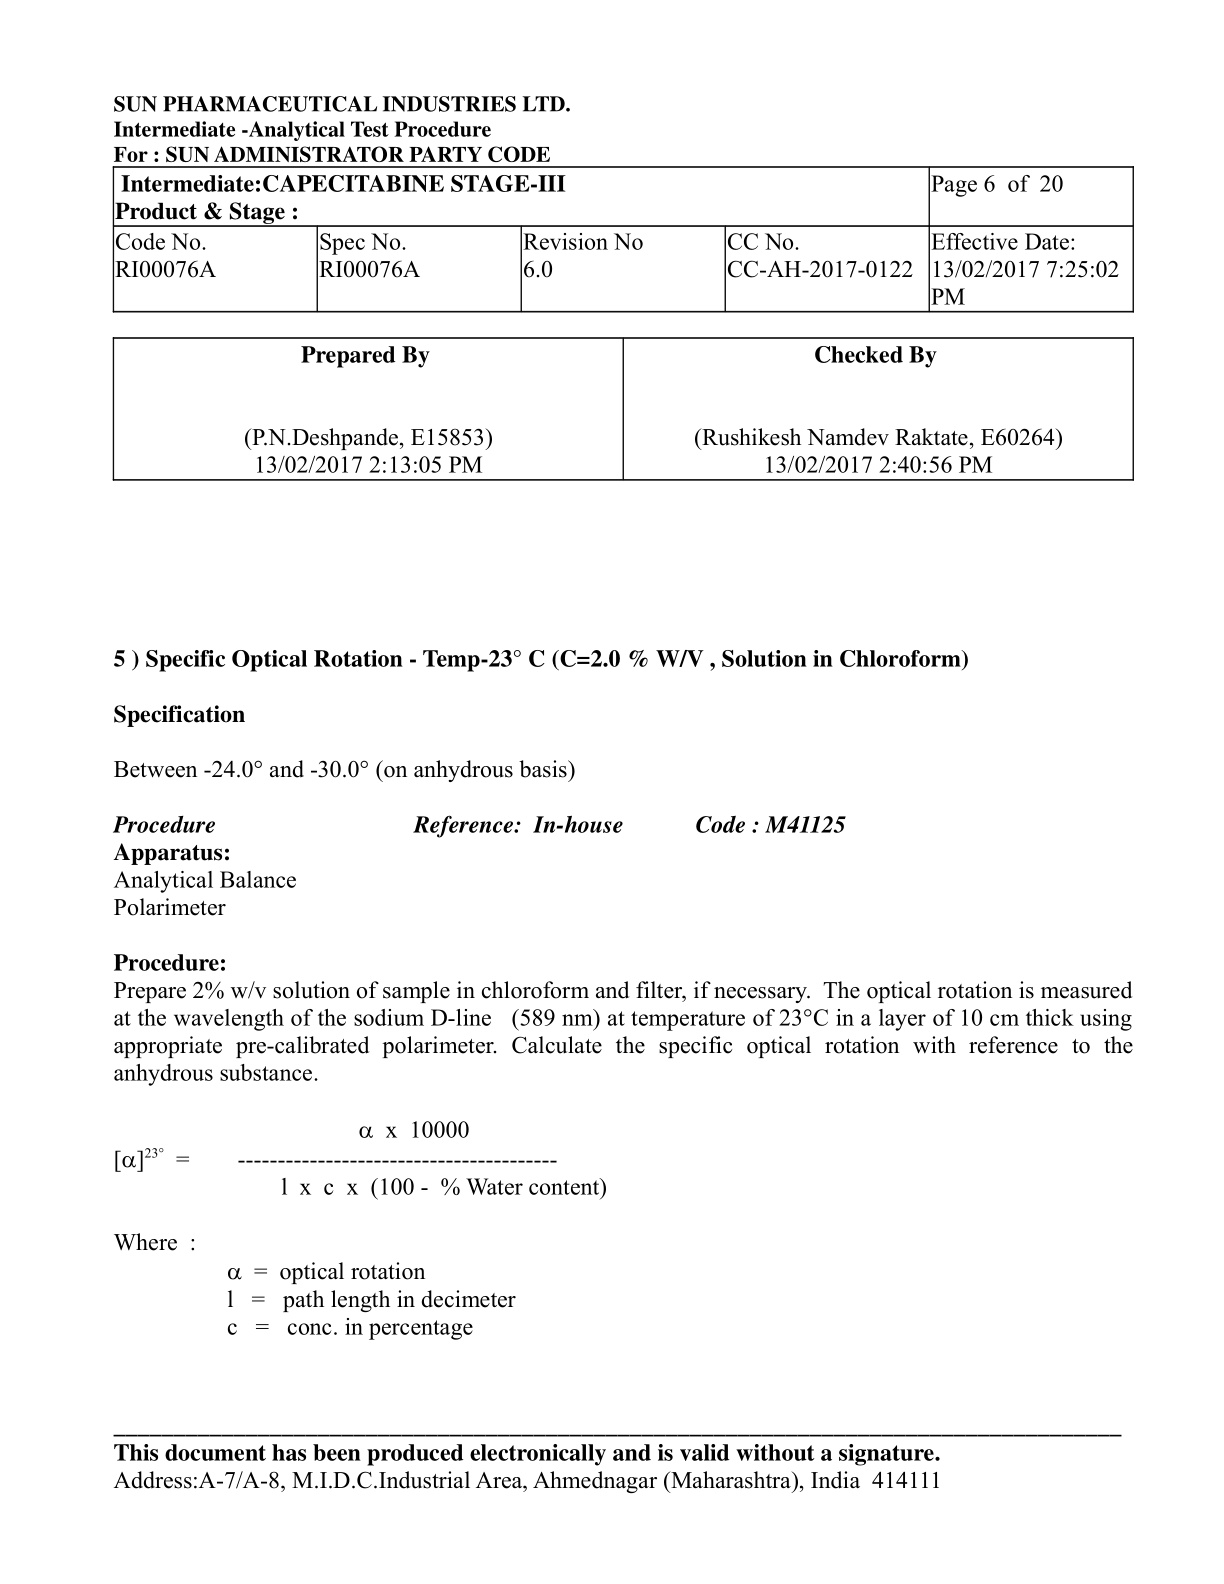 SUN PHARMACEUTICAL INDUSTRIES LTD.
Intermediate -Analytical Test Procedure
For : SUN ADMINISTRATOR PARTY CODE
Intermediate:CAPECITABINE STAGE-III
Product & Stage :
Page 6 of 20
Code No.
RI00076A
Spec No.
RI00076A
Revision No
6.0
CC No.
CC-AH-2017-0122
Effective Date:
13/02/2017 7:25:02
PM
Prepared By
(P.N.Deshpande, E15853)
13/02/2017 2:13:05 PM
Checked By
(Rushikesh Namdev Raktate, E60264)
13/02/2017 2:40:56 PM
5 ) Specific Optical Rotation - Temp-23° C (C=2.0 % W/V , Solution in Chloroform)
Specification
Between -24.0° and -30.0° (on anhydrous basis)
Procedure Reference: In-house Code : M41125
Apparatus:
Analytical Balance
Polarimeter
Procedure:
Prepare 2% w/v solution of sample in chloroform and filter, if necessary. The optical rotation is measured
at the wavelength of the sodium D-line (589 nm) at temperature of 23°C in a layer of 10 cm thick using
appropriate pre-calibrated polarimeter. Calculate the specific optical rotation with reference to the
anhydrous substance.
α x 10000
[α]23° = ----------------------------------------
l x c x (100 - % Water content)
Where :
α = optical rotation
l = path length in decimeter
c = conc. in percentage
This document has been produced electronically and is valid without a signature.
Address:A-7/A-8, M.I.D.C.Industrial Area, Ahmednagar (Maharashtra), India 414111